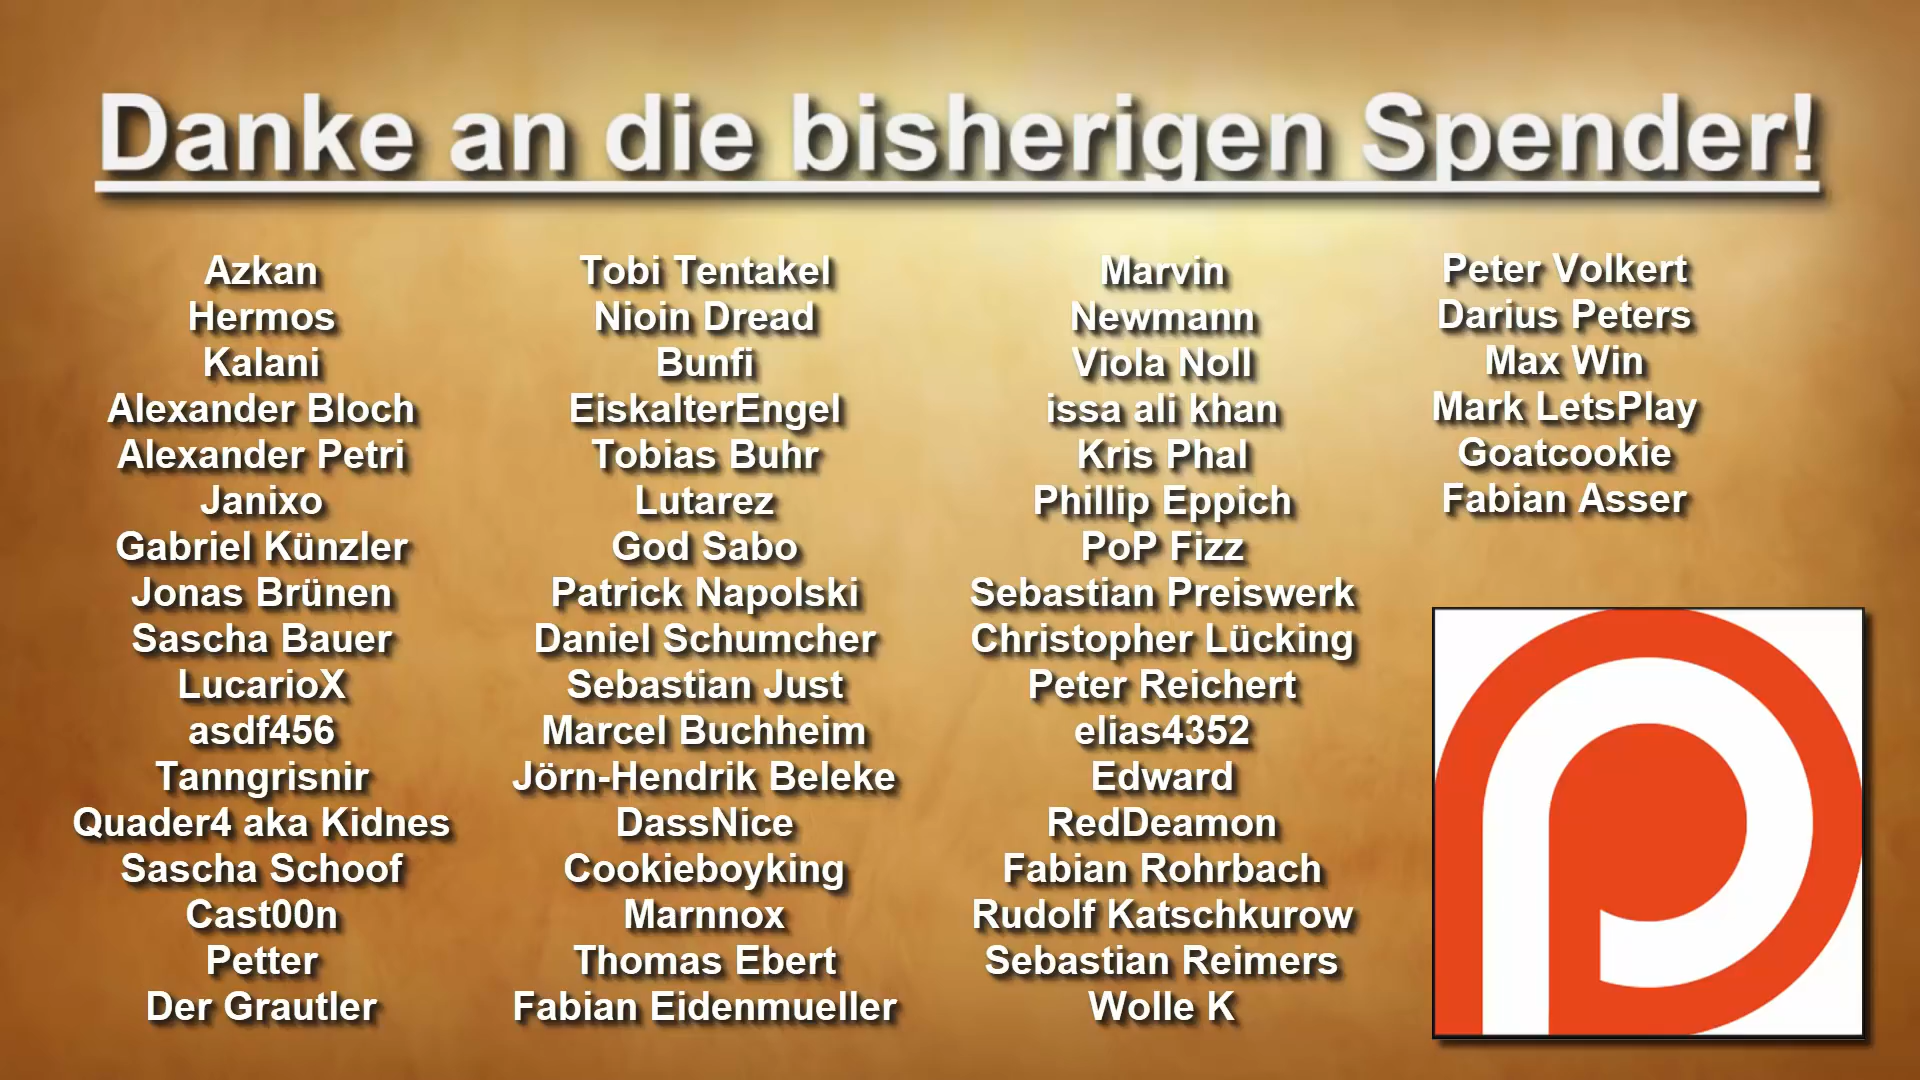 Danke an die bisherigen Spender!
Azkan
Hermos
Kalani
Alexander Bloch
Alexander Petri
Janixo
Gabriel Künzler
Jonas Brünen
Sascha Bauer
LucarioX
asdf456
Tanngrisnir
Quader4 aka Kidnes
Sascha Schoof
Cast00n
Petter
Der Grautler
Tobi Tentakel
Nioin Dread
Bunfi
EiskalterEngel
Tobias Buhr
Lutarez
God Sabo
Patrick Napolski
Daniel Schumcher
Sebastian Just
Marcel Buchheim
Jörn-Hendrik Beleke
DassNice
Cookieboyking
Marnnox
Thomas Ebert
Fabian Eidenmueller
Marvin
Newmann
Viola Noll
issa ali khan
Kris Phal
Phillip Eppich
PoP Fizz
Sebastian Preiswerk
Christopher Lücking
Peter Reichert
elias4352
Edward
RedDeamon
Fabian Rohrbach
Rudolf Katschkurow
Sebastian Reimers
Wolle K
Peter Volkert
Darius Peters
Max Win
Mark LetsPlay
Goatcookie
Fabian Asser